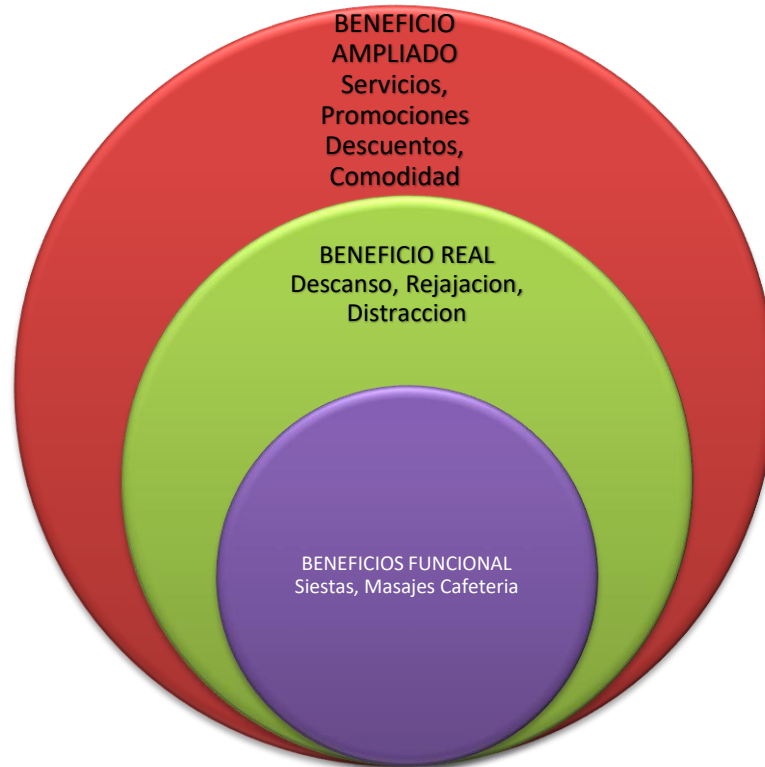 BENEFICIO
AMPLIADO
Servicios,
Promociones
Descuentos,
Comodidad
BENEFICIO REAL
Descanso, Rejajacion,
Distraccion
BENEFICIOS FUNCIONAL
Siestas, Masajes Cafeteria